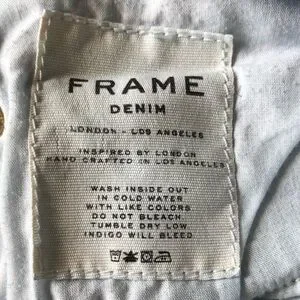 FRAME
DENIM
LONDON - LOS ANGELES
INSPIRED BY LONDON
HAND CRAFTED IN LOS ANGELES
WASH INSIDE OUT
IN COLD WATER
WITH LIKE COLORS
DO NOT BLEACH
TUMBLE DRY LOW
INDIGO WILL BLEED